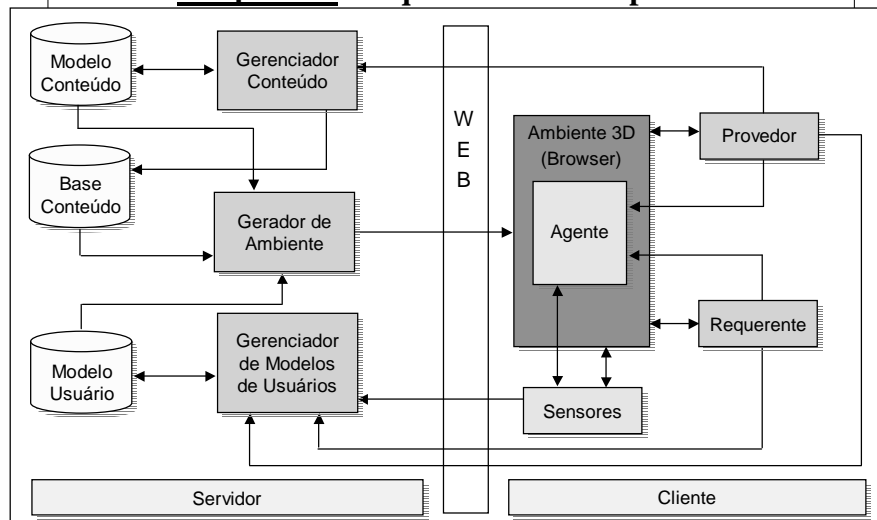 Modelo
Conteúdo
Gerenciador
Conteúdo
W
E
B
Ambiente 3D
(Browser)
Provedor
Base
Conteúdo
Gerador de
Ambiente
Agente
Modelo
Usuário
Gerenciador
de Modelos
de Usuários
Requerente
Sensores
Servidor
Cliente